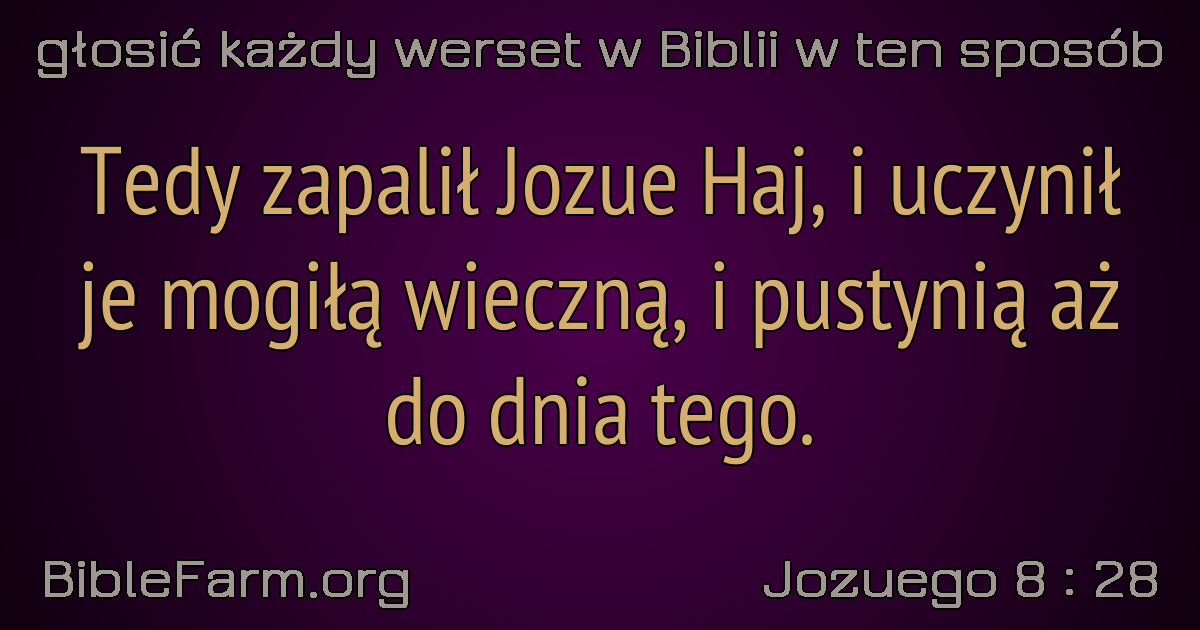 głosić każdy werset w Biblii w ten sposób
Tedy zapalił Jozue Haj, i uczynił
je mogiłą wieczną, i pustynią aż
do dnia tego.
BibleFarm.org
Jozuego 8 : 28